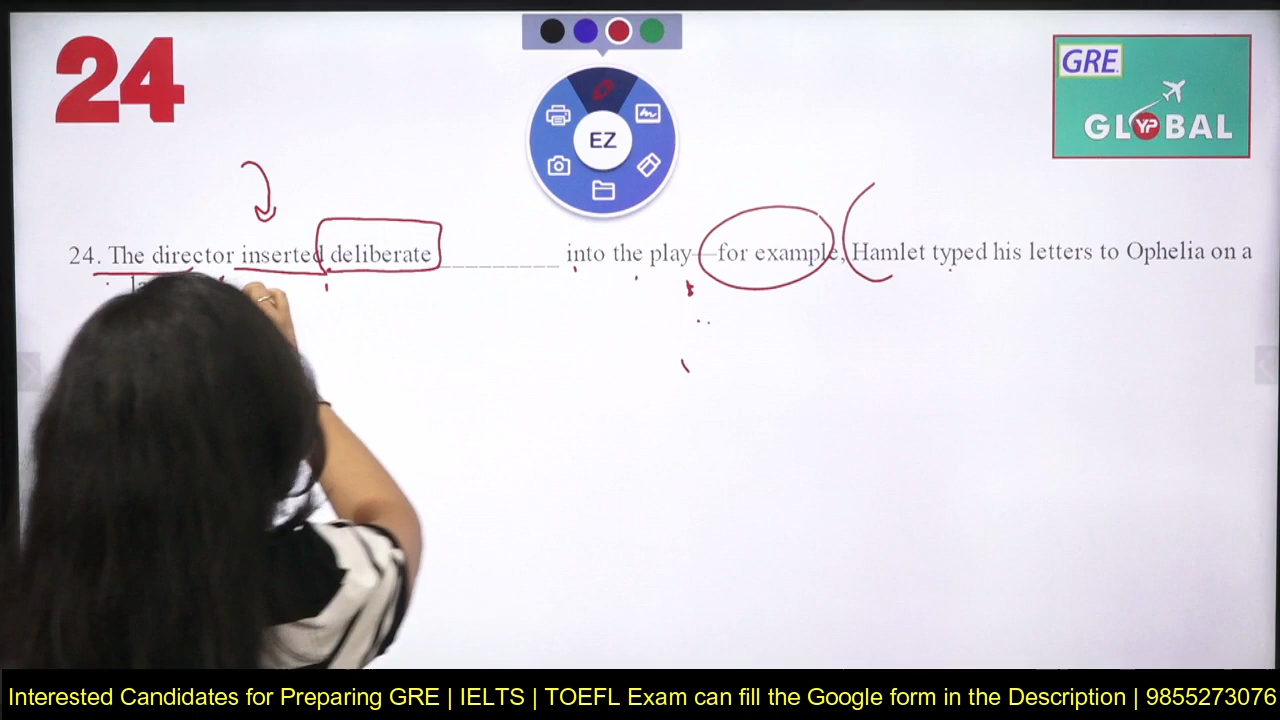 24
GRE
GLOBAL
YP
EZ
24. The director inserted deliberate __________ into the play—for example, Hamlet typed his letters to Ophelia on a
Interested Candidates for Preparing GRE | IELTS | TOEFL Exam can fill the Google form in the Description | 9855273076